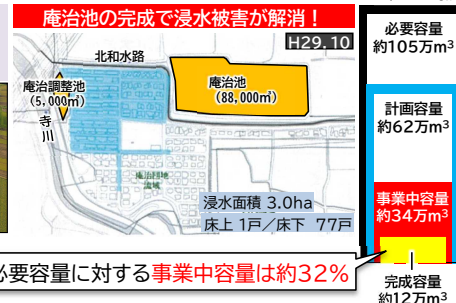 庵治池の完成で浸水被害が解消！
H29.10
北和水路
庵治調整池
(5,000㎥)
庵治池
(88,000㎥)
寺川
庵治団地
流域
浸水面積 3.0ha
床上 1戸／床下 77戸
必要容量に対する事業中容量は約32%
必要容量
約105万m³
計画容量
約62万m³
事業中容量
約34万m³
完成容量
約12万m³